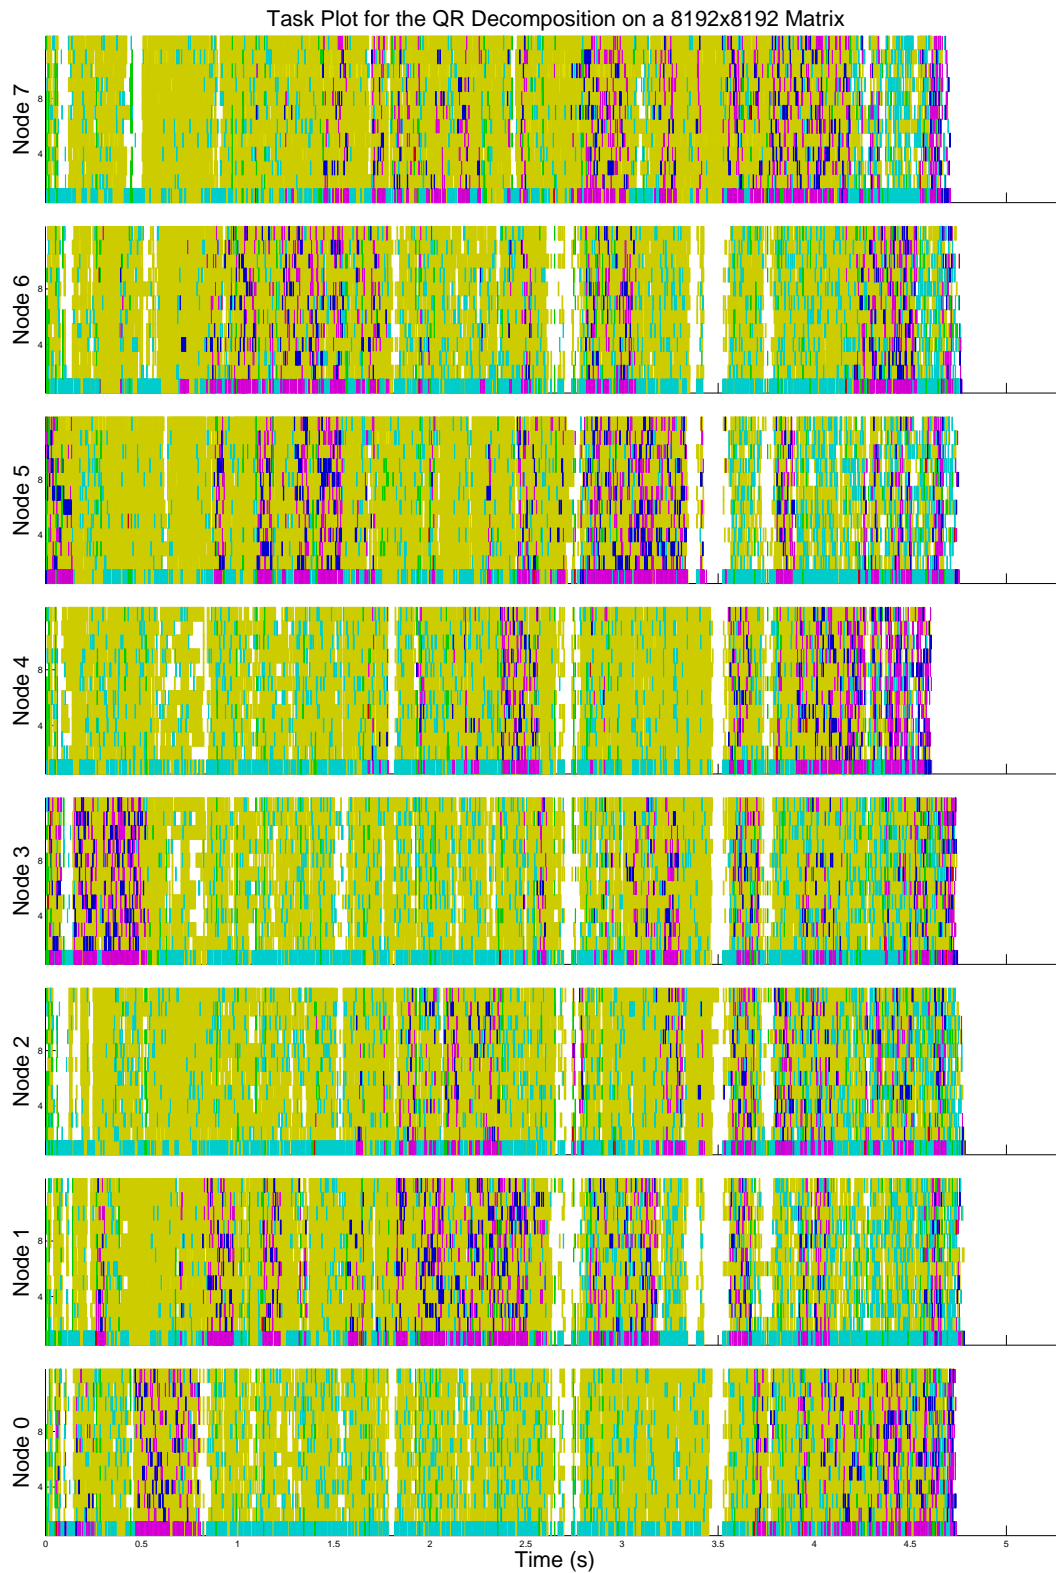 Task Plot for the QR Decomposition on a 8192x8192 Matrix
Node 7
8
4
Node 6
8
4
Node 5
8
4
Node 4
8
4
Node 3
8
4
Node 2
8
4
Node 1
8
4
Node 0
8
4
0 0.5 1 1.5 2 2.5 3 3.5 4 4.5 5
Time (s)